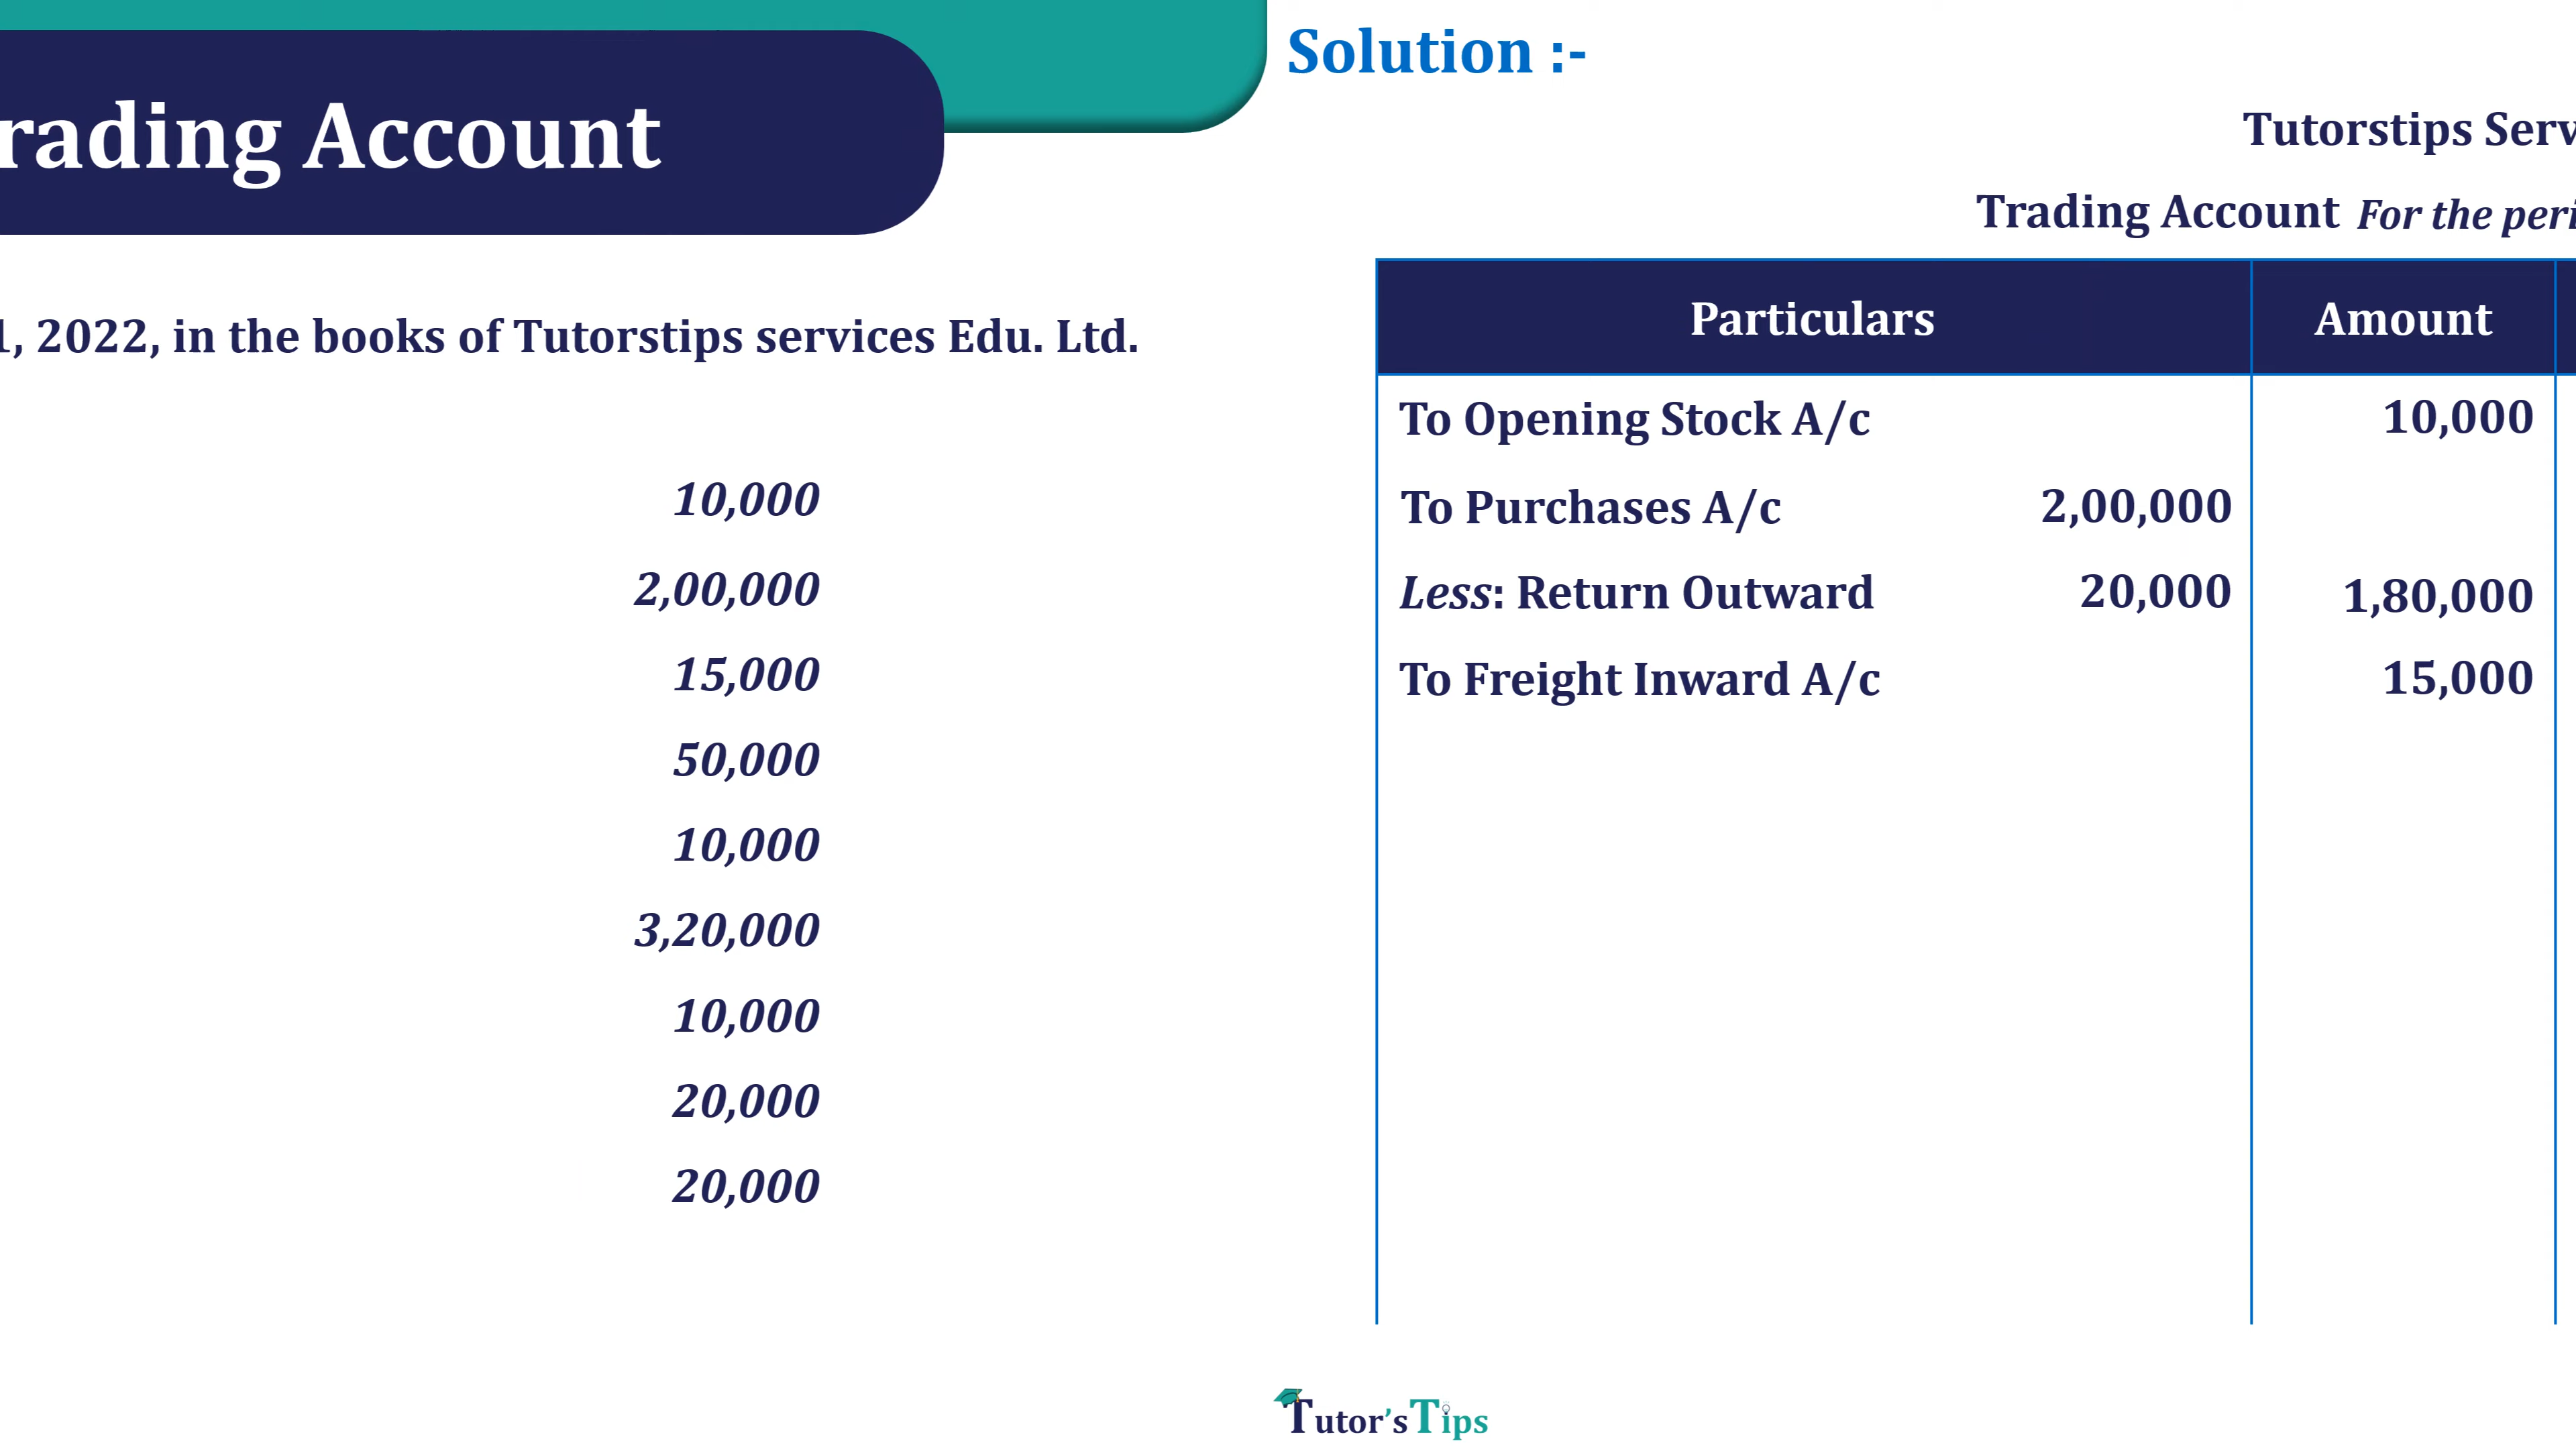 rading Account
1, 2022, in the books of Tutorstips services Edu. Ltd.
10,000
2,00,000
15,000
50,000
10,000
3,20,000
10,000
20,000
20,000
Solution :-
Tutorstips Serv
Trading Account For the peri
Particulars Amount
To Opening Stock A/c 10,000
To Purchases A/c 2,00,000
Less: Return Outward 20,000 1,80,000
To Freight Inward A/c 15,000
Tutor'sTips